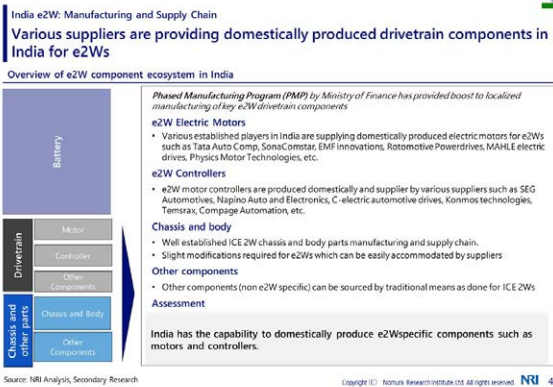 India e2W: Manufacturing and Supply Chain
Various suppliers are providing domestically produced drivetrain components in
India for e2Ws
Overview of e2W component ecosystem in India
Battery
Drivetrain
Motor
Controller
Other
Components
Chassis and
other parts
Chassis and Body
Other
Components
Phased Manufacturing Program (PMP) by Ministry of Finance has provided boost to localized
manufacturing of key e2W drivetrain components
e2W Electric Motors
• Various established players in India are supplying domestically produced electric motors for e2Ws
such as Tata Auto Comp, SonaComstar, EMF innovations, Rotomotive Powerdrives, MAHLE electric
drives, Physics Motor Technologies, etc.
e2W Controllers
• e2W motor controllers are produced domestically and supplier by various suppliers such as SEG
Automotives, Napino Auto and Electronics, C-electric automotive drives, Konmos technologies,
Temsrax, Compage Automation, etc.
Chassis and body
• Well established ICE 2W chassis and body parts manufacturing and supply chain.
• Slight modifications required for e2Ws which can be easily accommodated by suppliers
Other components
• Other components (non e2W specific) can be sourced by traditional means as done for ICE 2Ws
Assessment
India has the capability to domestically produce e2Wspecific components such as
motors and controllers.
Source: NRI Analysis, Secondary Research
Copyright (C) Nomura Research Institute, Ltd. All rights reserved. NRI 4